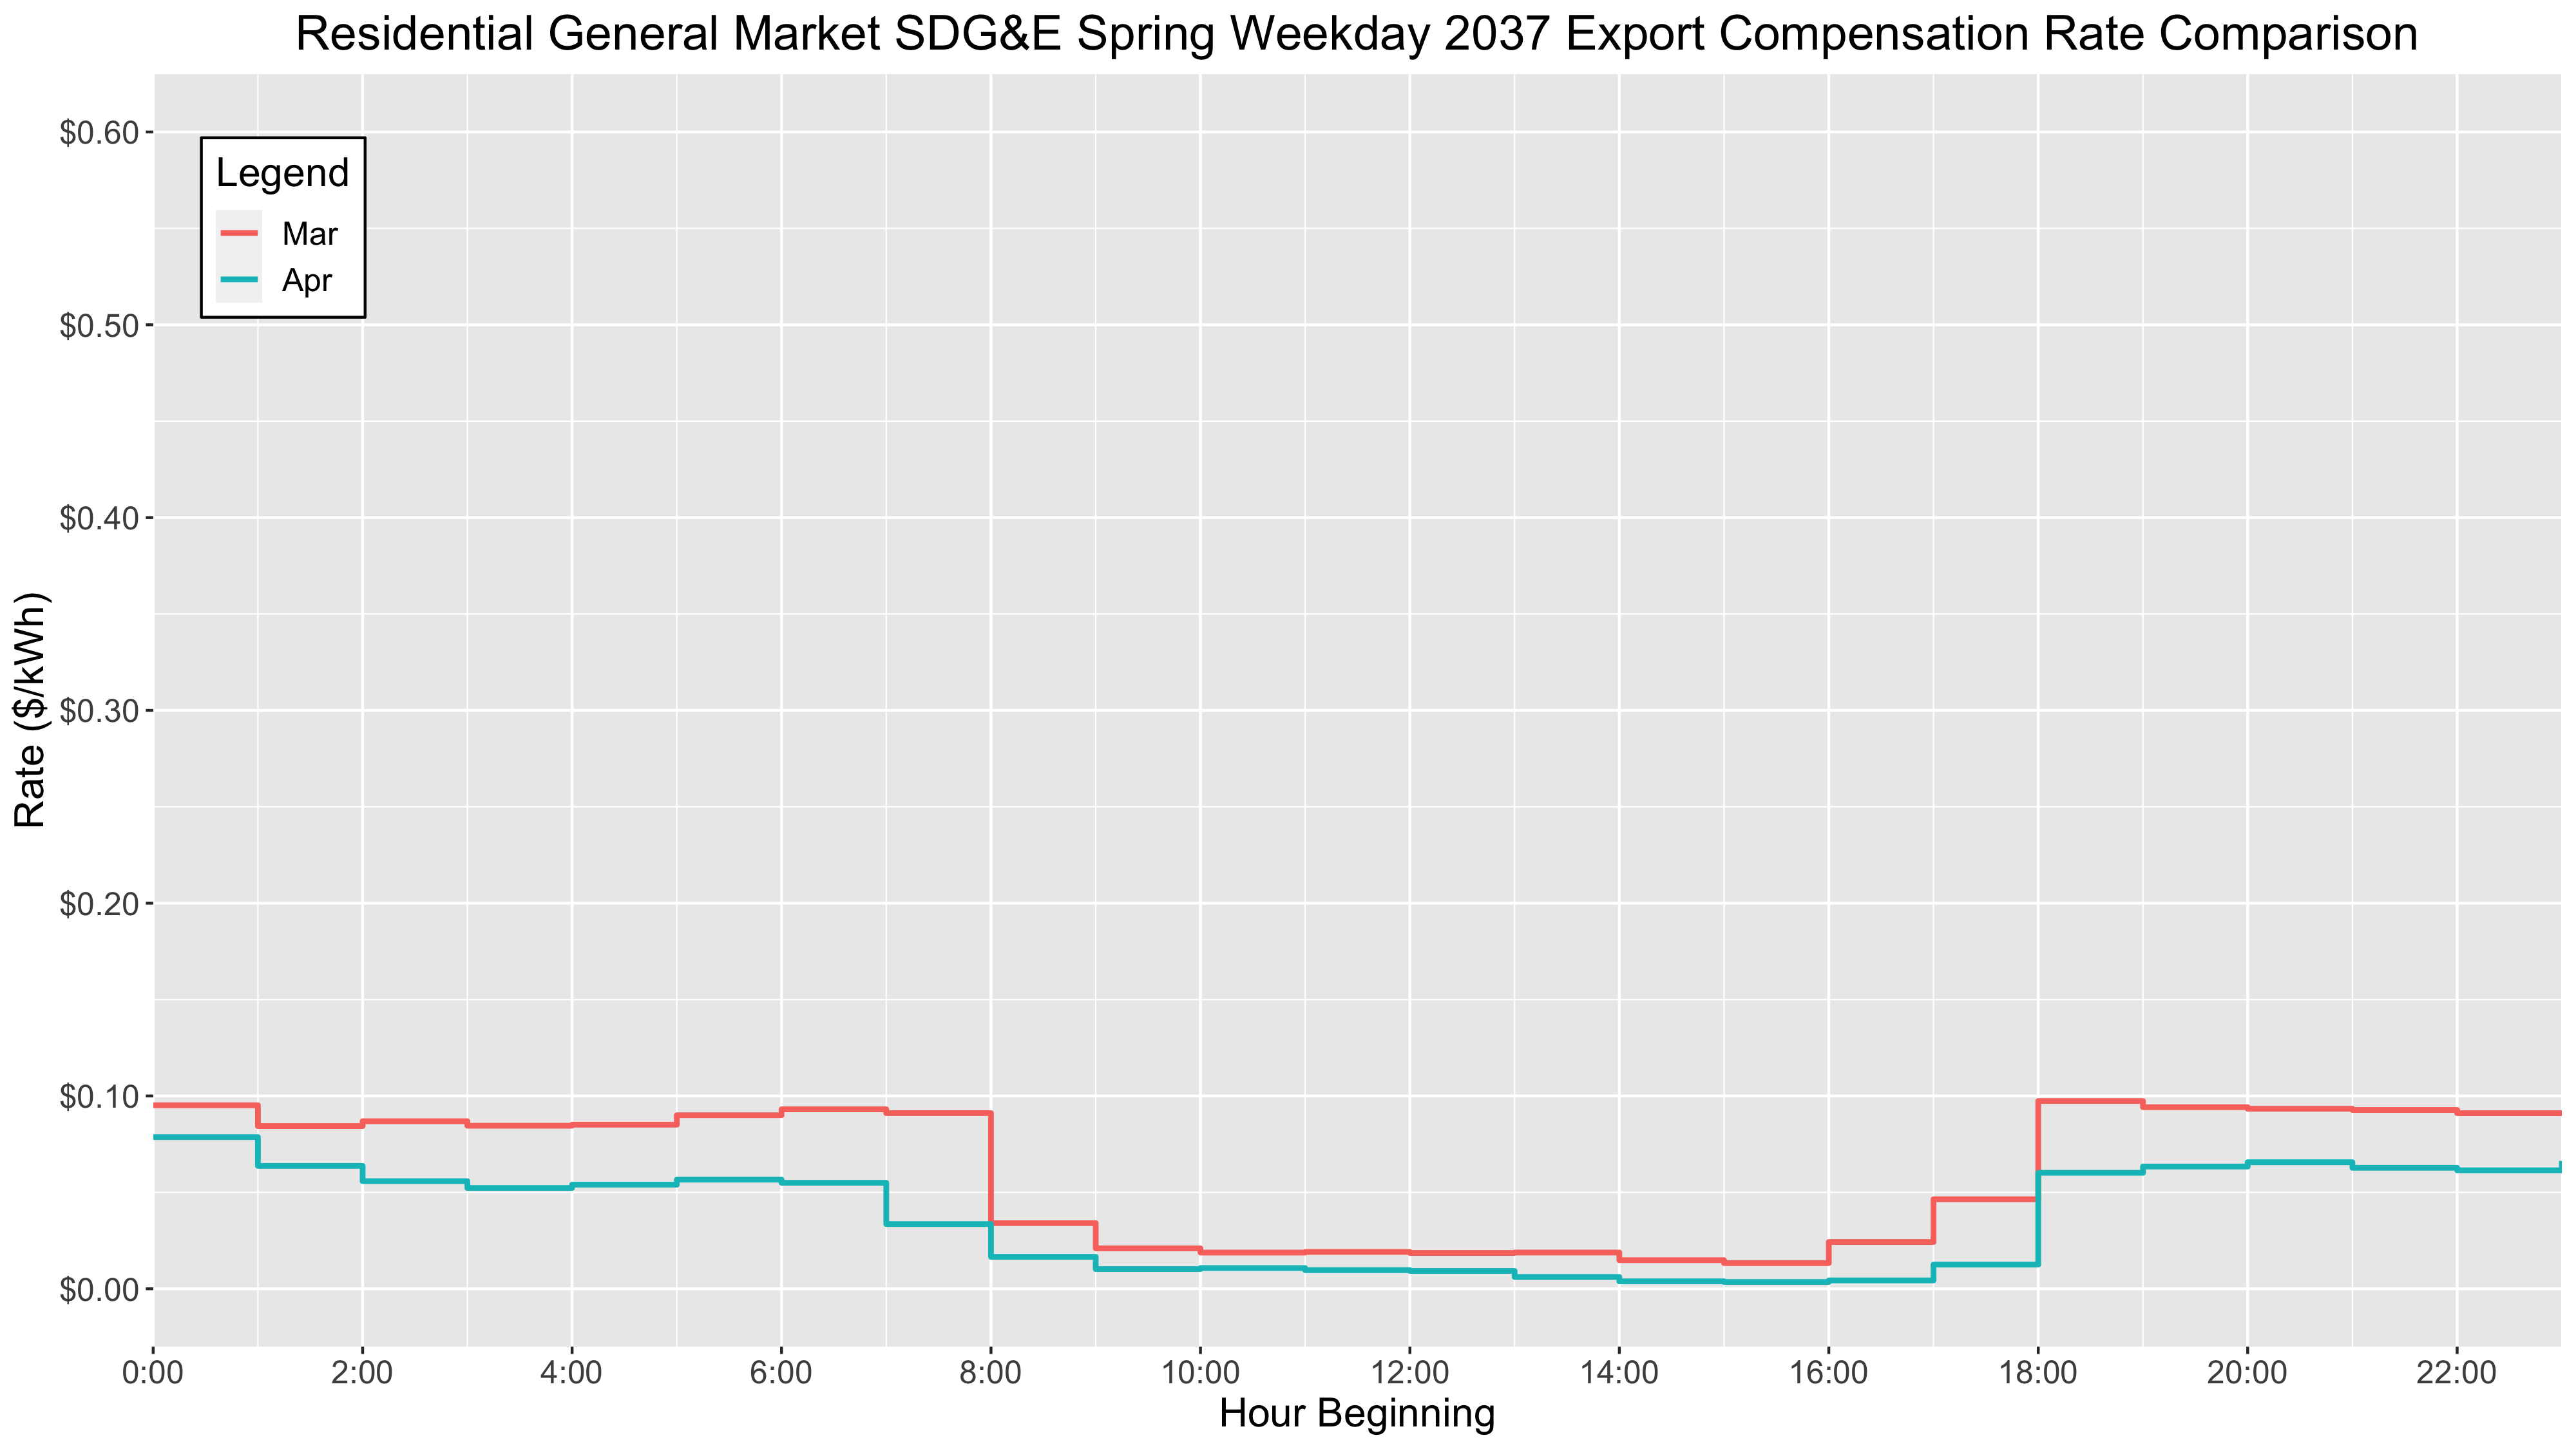 Residential General Market SDG&E Spring Weekday 2037 Export Compensation Rate Comparison
$0.60
Legend
Mar
Apr
$0.50
$0.40
$0.30
$0.20
$0.10
$0.00
Rate ($/kWh)
0:00 2:00 4:00 6:00 8:00 10:00 12:00 14:00 16:00 18:00 20:00 22:00
Hour Beginning